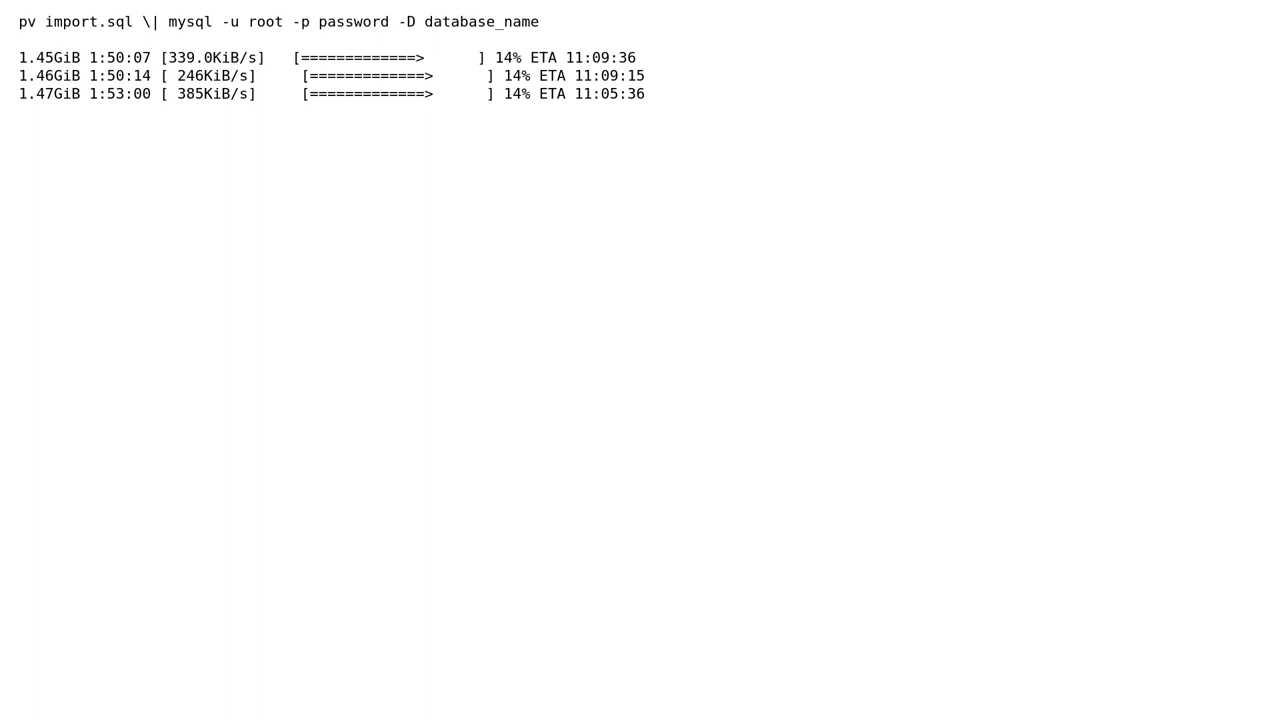 pv import.sql \| mysql -u root -p password -D database_name
1.45GiB 1:50:07 [339.0KiB/s]   [=============>      ] 14% ETA 11:09:36
1.46GiB 1:50:14 [ 246KiB/s]     [=============>      ] 14% ETA 11:09:15
1.47GiB 1:53:00 [ 385KiB/s]     [=============>      ] 14% ETA 11:05:36